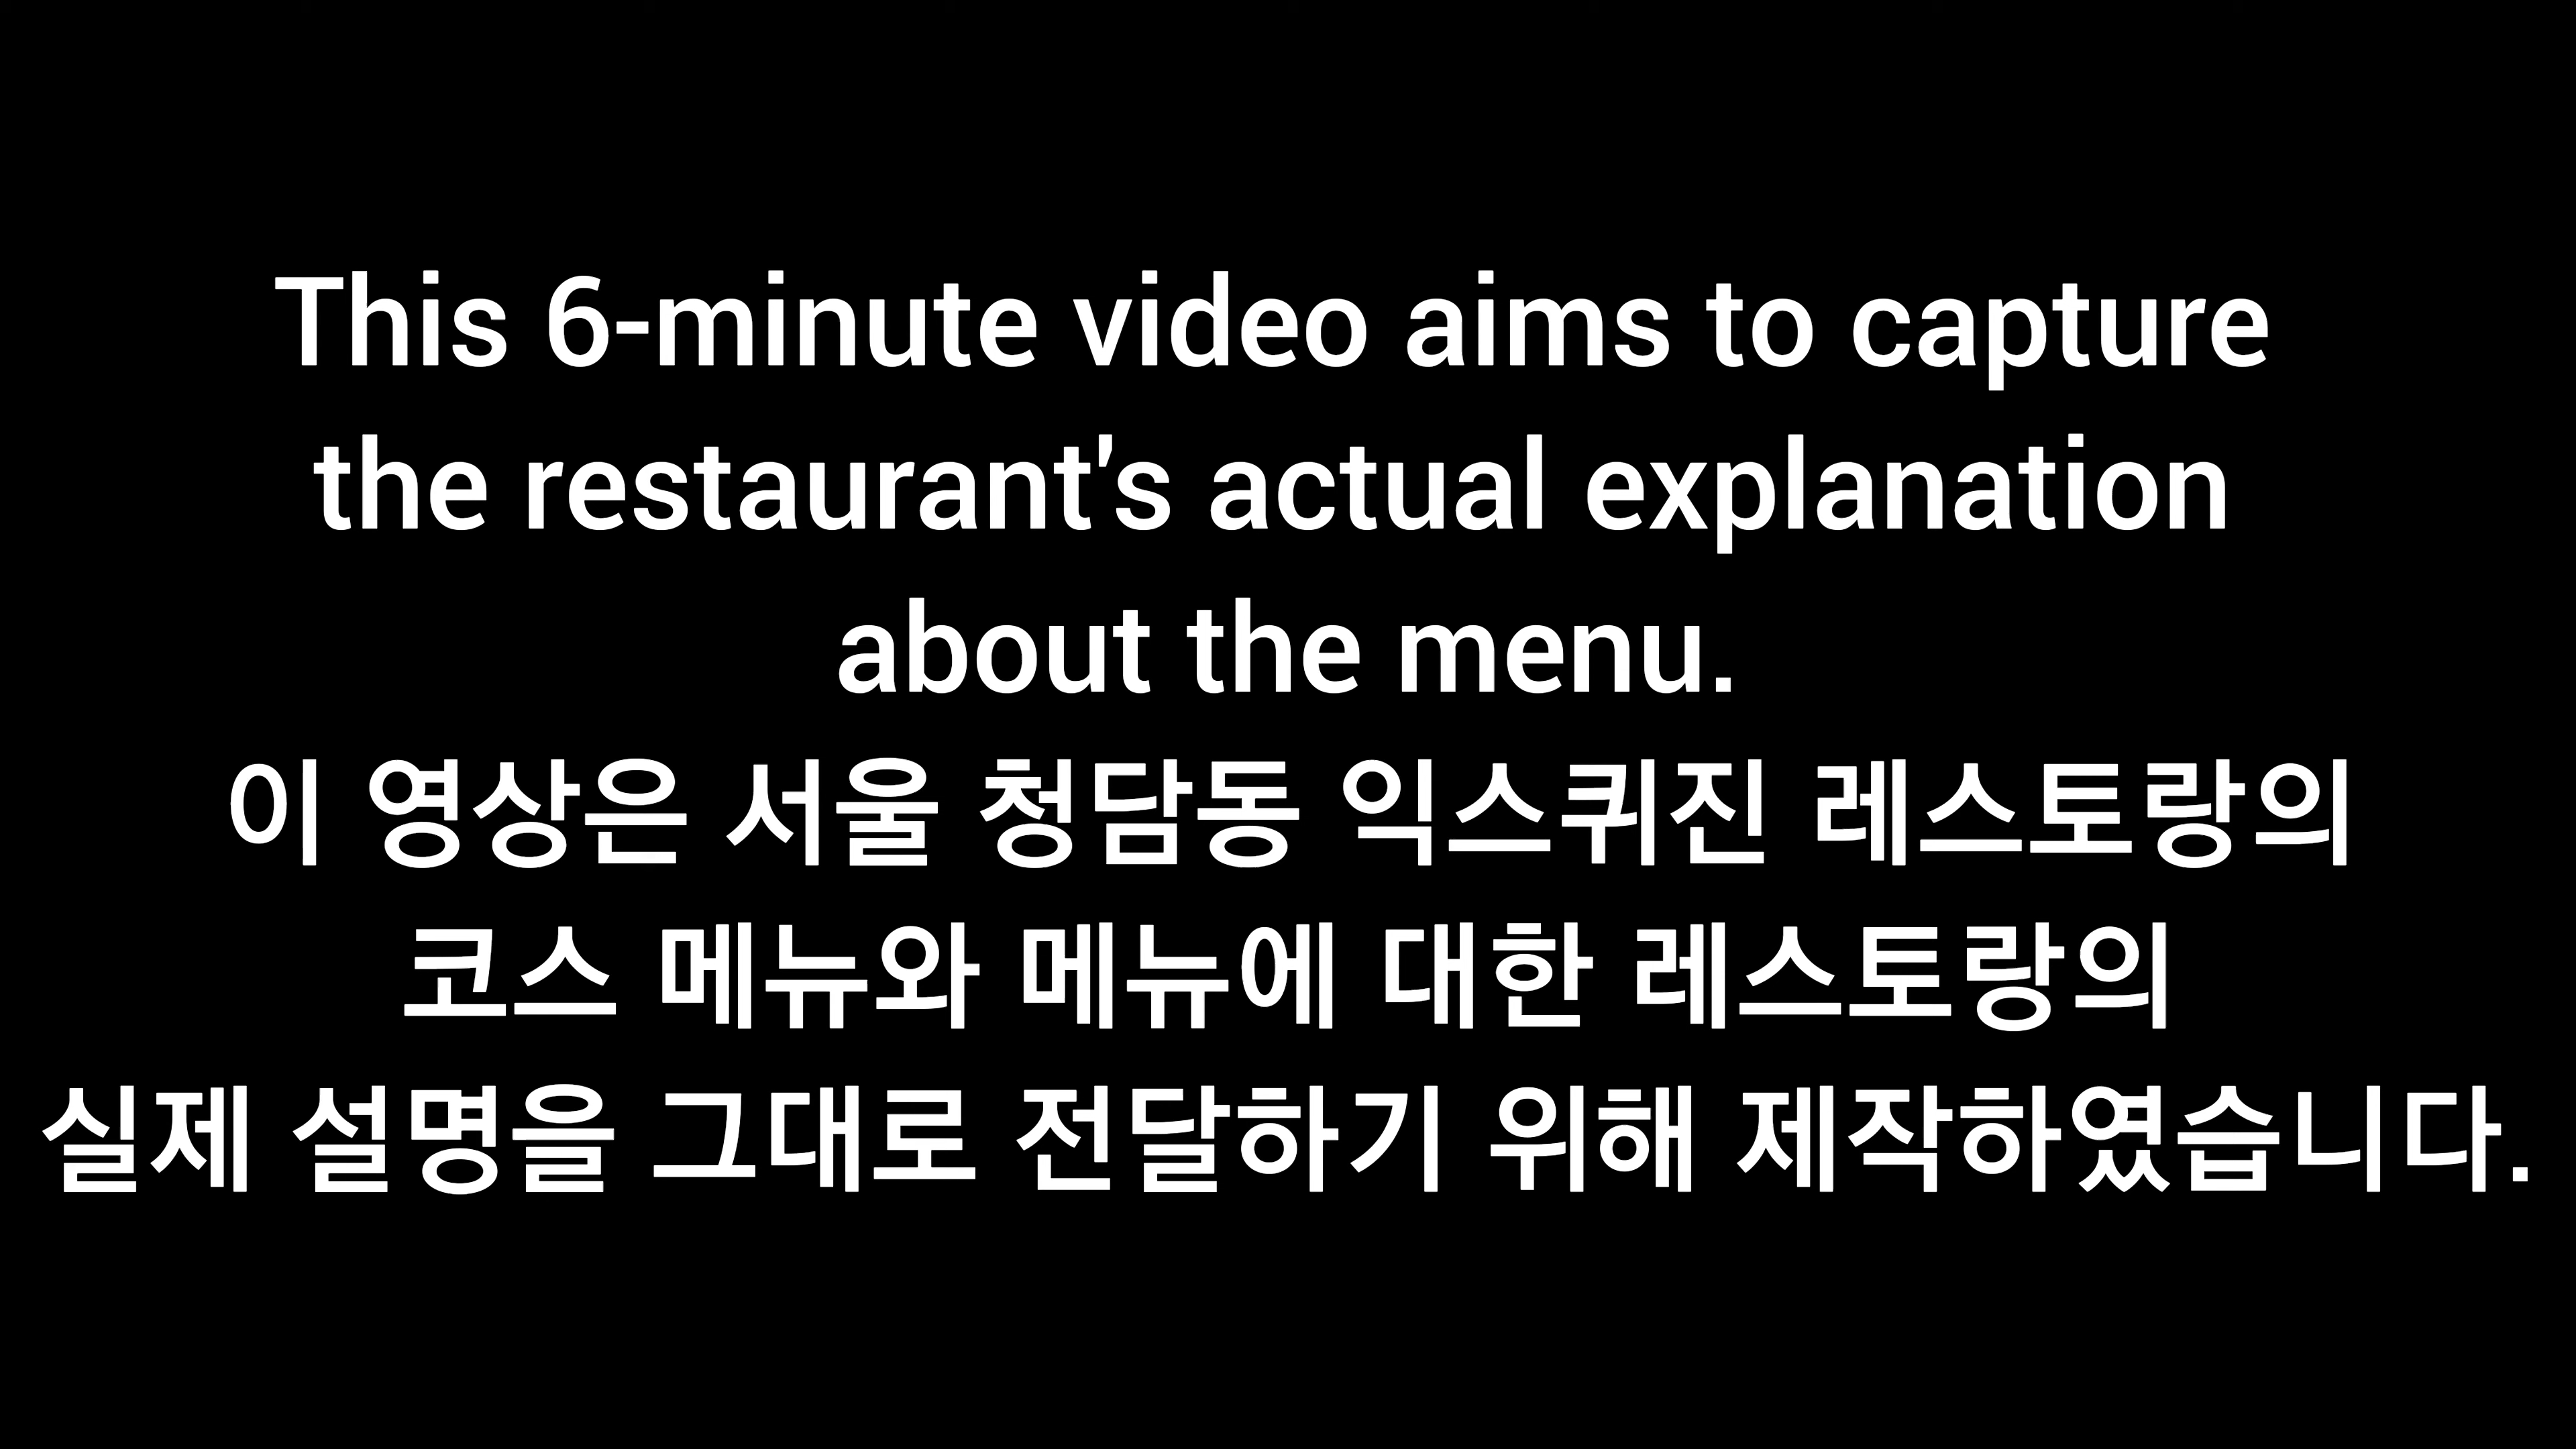 This 6-minute video aims to capture
the restaurant's actual explanation
about the menu.
이 영상은 서울 청담동 익스퀴진 레스토랑의
코스 메뉴와 메뉴에 대한 레스토랑의
실제 설명을 그대로 전달하기 위해 제작하였습니다.